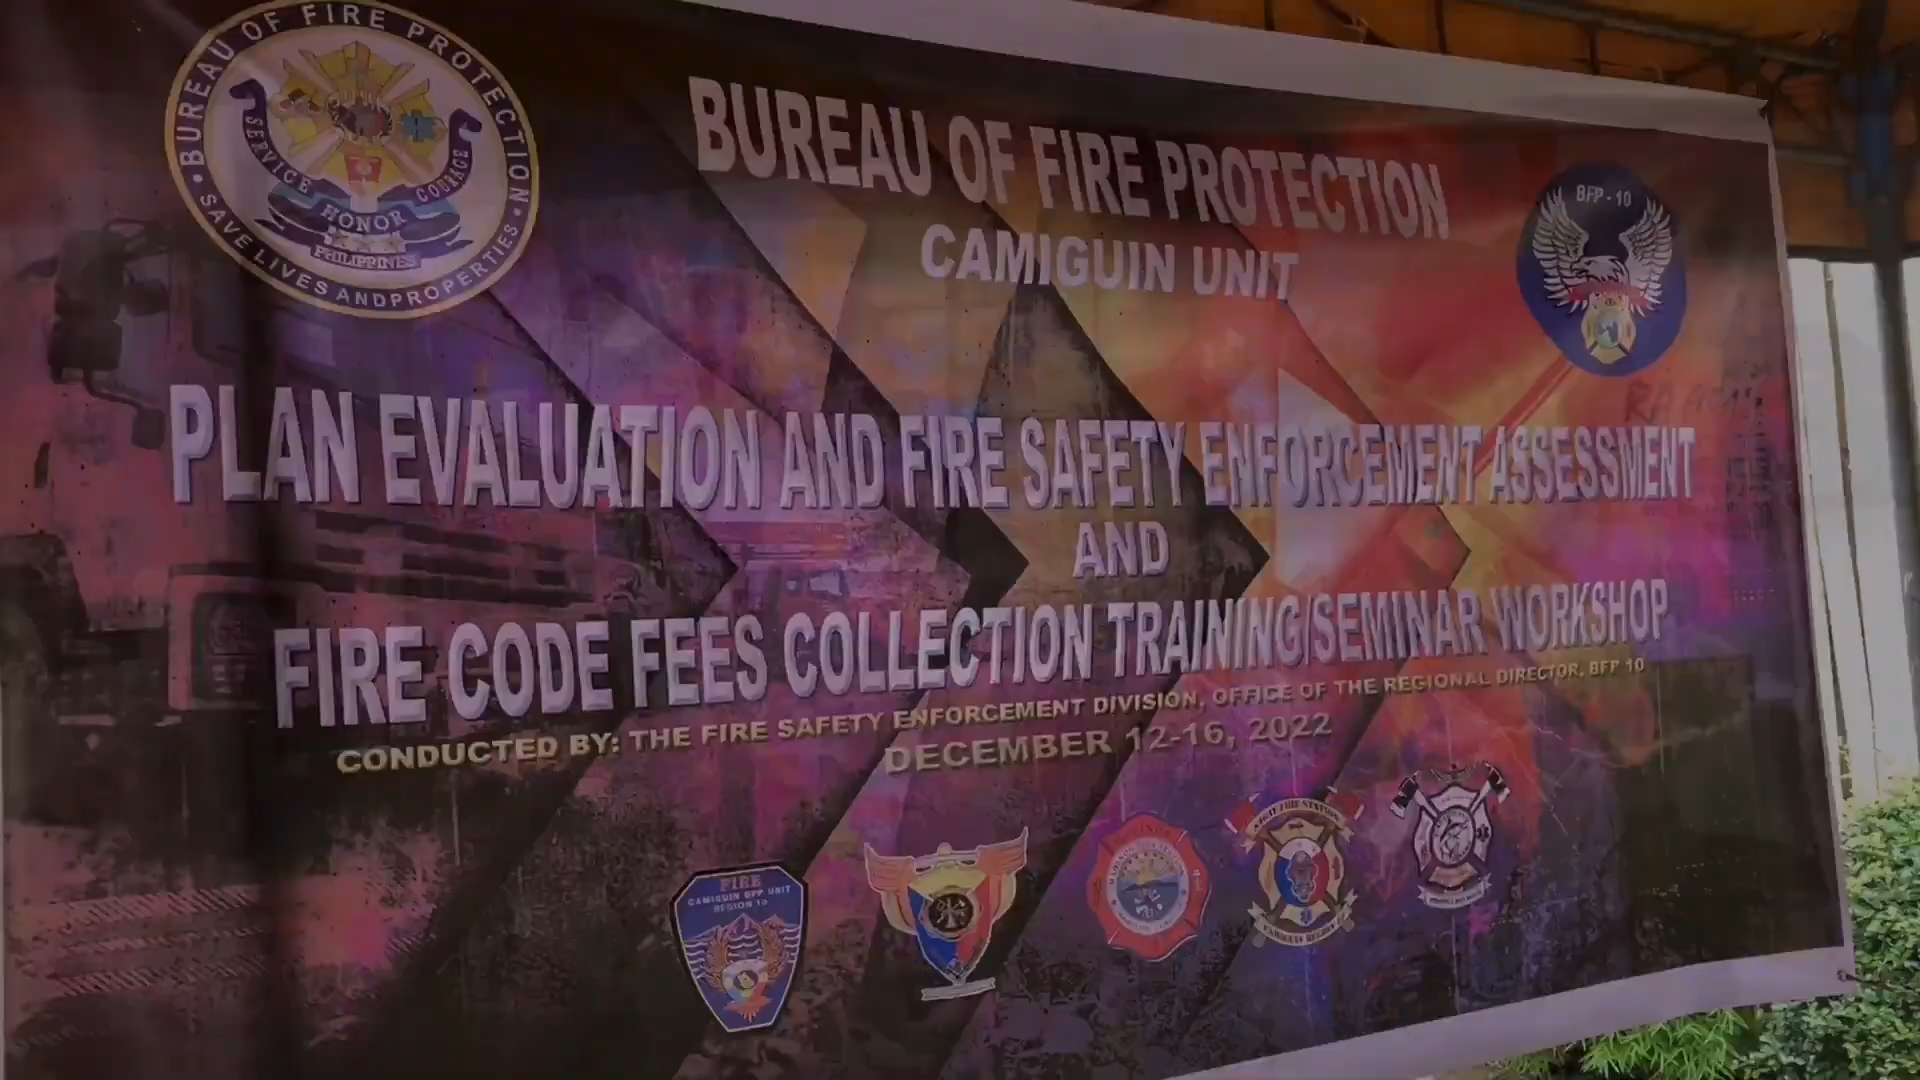 BUREAU OF FIRE PROTECTION
SERVICE
HONOR
COURAGE
PHILIPPINES
SAVE LIVES AND PROPERTIES
BUREAU OF FIRE PROTECTION
CAMIGUIN UNIT
BFP - 10
PLAN EVALUATION AND FIRE SAFETY ENFORCEMENT ASSESSMENT
AND
FIRE CODE FEES COLLECTION TRAINING/SEMINAR WORKSHOP
CONDUCTED BY: THE FIRE SAFETY ENFORCEMENT DIVISION, OFFICE OF THE REGIONAL DIRECTOR, BFP 10
DECEMBER 12-16, 2022
FIRE
CAMIGUIN BFP UNIT
REGION 10